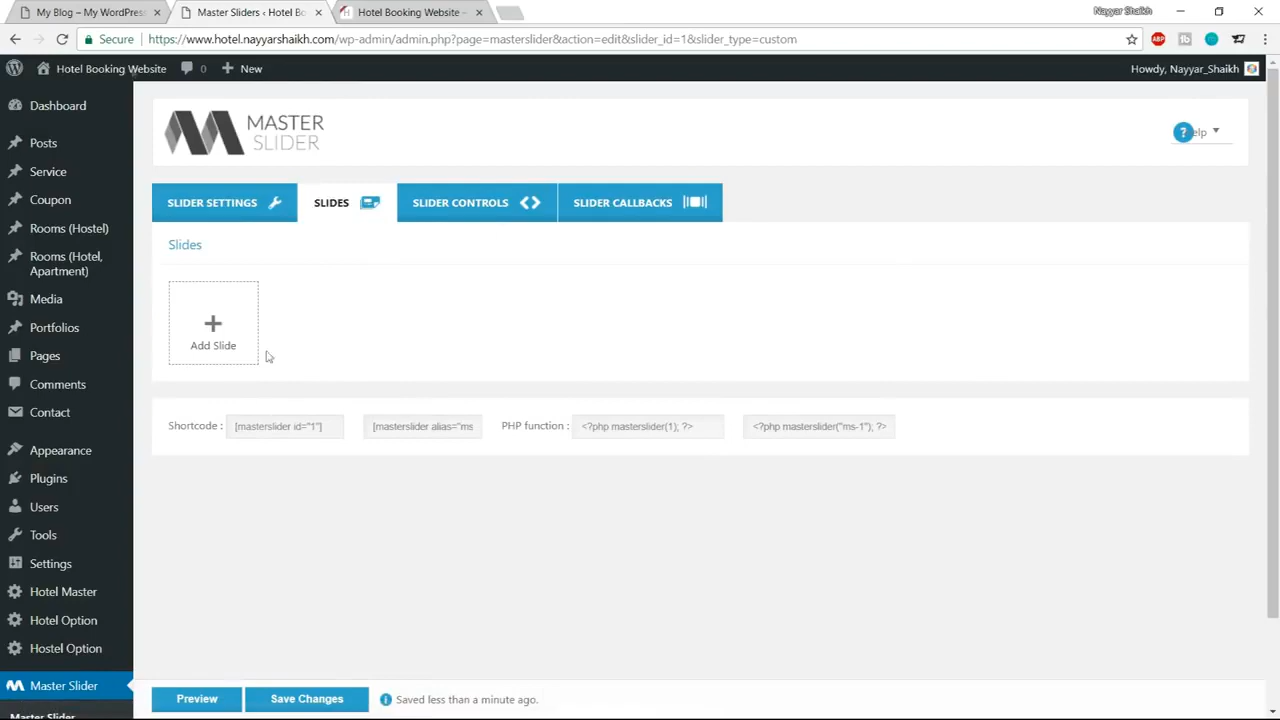 My Blog – My WordPress
Master Sliders ‹ Hotel Bo
Hotel Booking Website –
Nayyar Shaikh
Secure
https://www.hotel.nayyarshaikh.com/wp-admin/admin.php?page=masterslider&action=edit&slider_id=1&slider_type=custom
Hotel Booking Website
0
New
Howdy, Nayyar_Shaikh
Dashboard
Posts
Service
Coupon
Rooms (Hostel)
Rooms (Hotel,
Apartment)
Media
Portfolios
Pages
Comments
Contact
Appearance
Plugins
Users
Tools
Settings
Hotel Master
Hotel Option
Hostel Option
Master Slider
Master Slider
MASTER
SLIDER
? elp
SLIDER SETTINGS
SLIDES
SLIDER CONTROLS
SLIDER CALLBACKS
Slides
Add Slide
Shortcode :
[masterslider id="1"]
[masterslider alias="ms
PHP function :
<?php masterslider(1); ?>
<?php masterslider("ms-1"); ?>
Preview
Save Changes
Saved less than a minute ago.